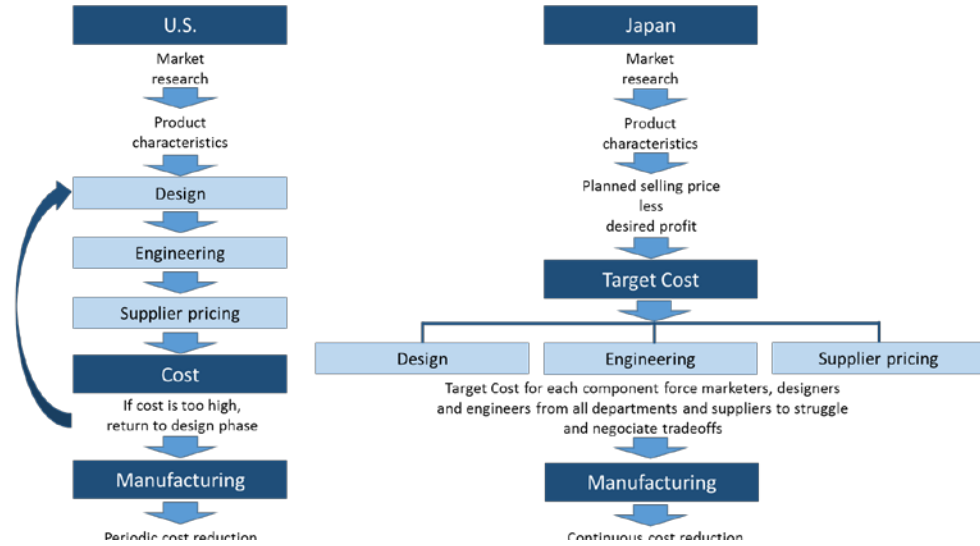 U.S.
Market
research
Product
characteristics
Design
Engineering
Supplier pricing
Cost
If cost is too high,
return to design phase
Manufacturing
Periodic cost reduction
Japan
Market
research
Product
characteristics
Planned selling price
less
desired profit
Target Cost
Design
Engineering
Supplier pricing
Target Cost for each component force marketers, designers
and engineers from all departments and suppliers to struggle
and negociate tradeoffs
Manufacturing
Continuous cost reduction